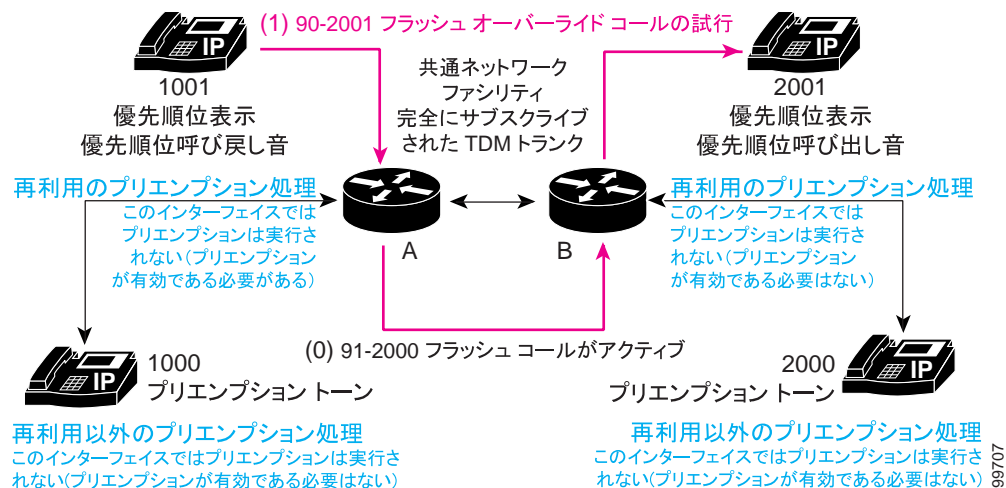 (1) 90-2001 フラッシュ オーバーライド コールの試行
IP
1001
優先順位表示
優先順位呼び戻し音
共通ネットワーク
ファシリティ
完全にサブスクライブ
された TDM トランク
IP
2001
優先順位表示
優先順位呼び出し音
再利用のプリエンプション処理
このインターフェイスでは
プリエンプションは実行さ
れない(プリエンプション
が有効である必要がある)
A
B
再利用のプリエンプション処理
このインターフェイスでは
プリエンプションは実行さ
れない(プリエンプション
が有効である必要はない)
(0) 91-2000 フラッシュ コールがアクティブ
IP
1000
プリエンプション トーン
2000
プリエンプション トーン
IP
再利用以外のプリエンプション処理
このインターフェイスではプリエンプションは実行さ
れない(プリエンプションが有効である必要はない)
再利用以外のプリエンプション処理
このインターフェイスではプリエンプションは実行さ
れない(プリエンプションが有効である必要はない)
99707